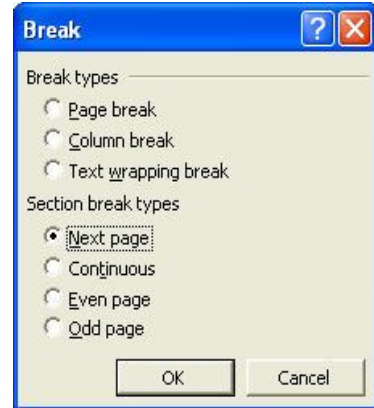 Break
Break types
Page break
Column break
Text wrapping break
Section break types
Next page
Continuous
Even page
Odd page
OK Cancel